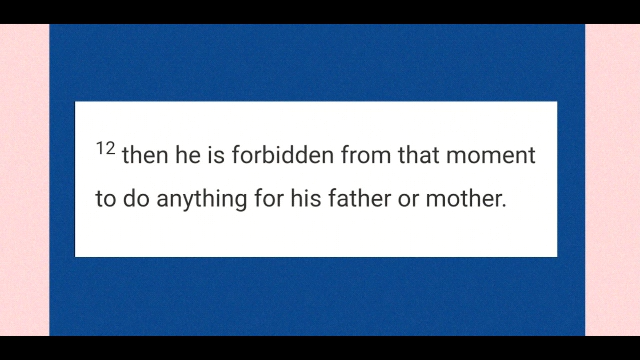 12 then he is forbidden from that moment
to do anything for his father or mother.